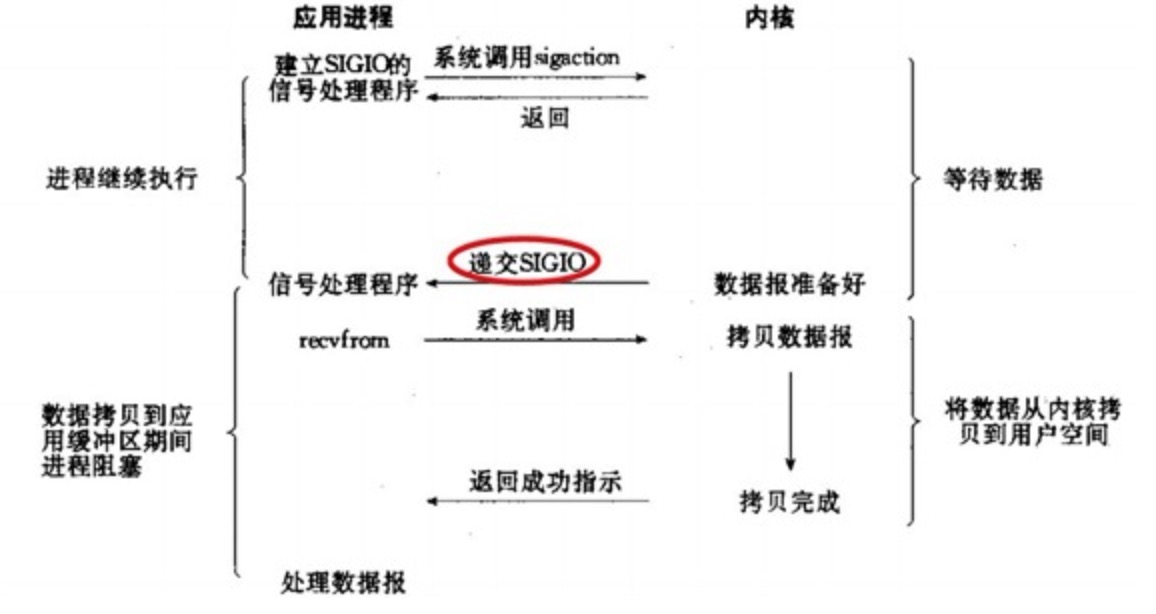 应用进程
内核
建立SIGIO的
信号处理程序
系统调用sigaction
返回
进程继续执行
等待数据
递交SIGIO
信号处理程序
数据报准备好
系统调用
recvfrom
拷贝数据报
数据拷贝到应
用缓冲区期间
进程阻塞
将数据从内核拷
贝到用户空间
返回成功指示
拷贝完成
处理数据报